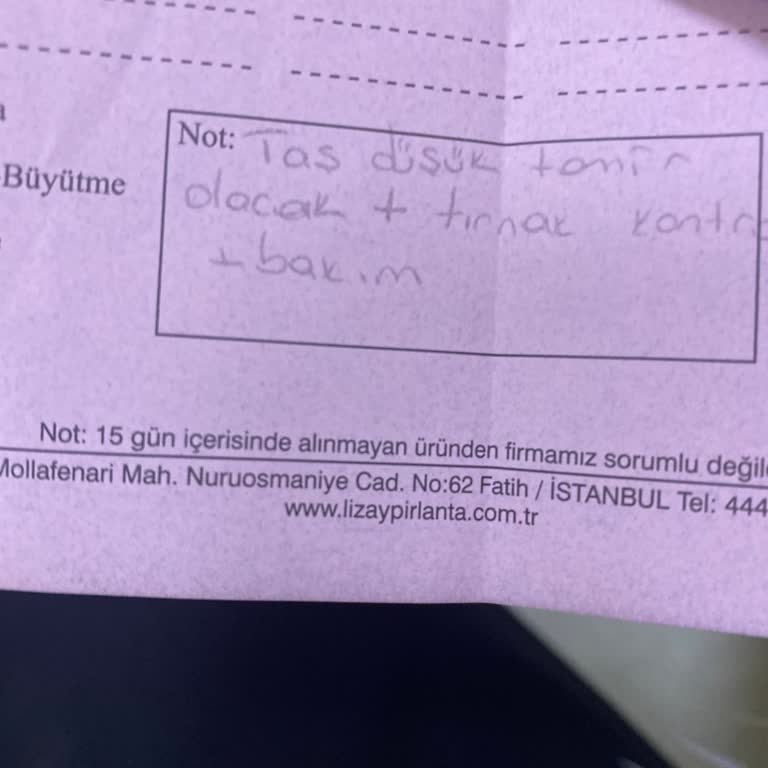 -Büyütme
Not: Tas düşük tamir
olacak + tırnak kontr
+ bakım
Not: 15 gün içerisinde alınmayan üründen firmamız sorumlu değil
Mollafenari Mah. Nuruosmaniye Cad. No:62 Fatih / İSTANBUL Tel: 444
www.lizaypirlanta.com.tr